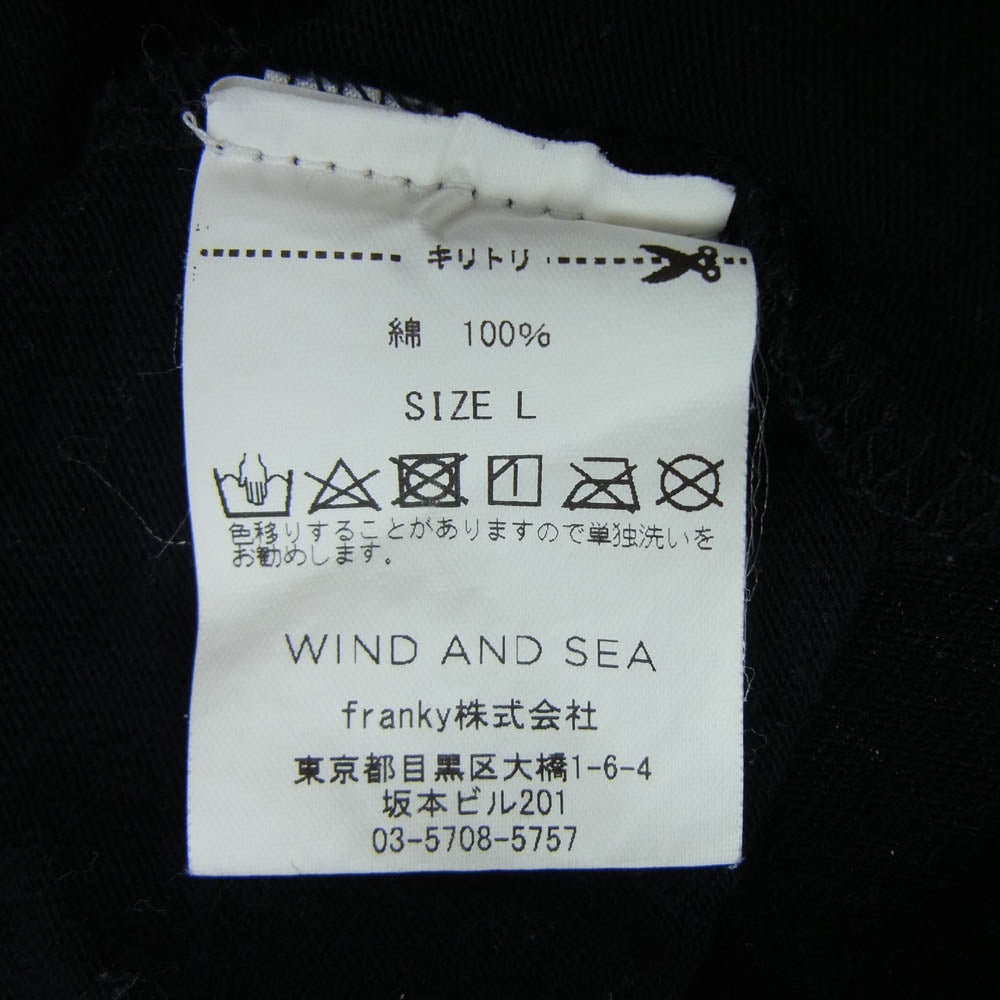 キリトリ
綿 100%
SIZE L
色移りすることがありますので単独洗いを
お勧めします。
WIND AND SEA
franky株式会社
東京都目黒区大橋1-6-4
坂本ビル201
03-5708-5757